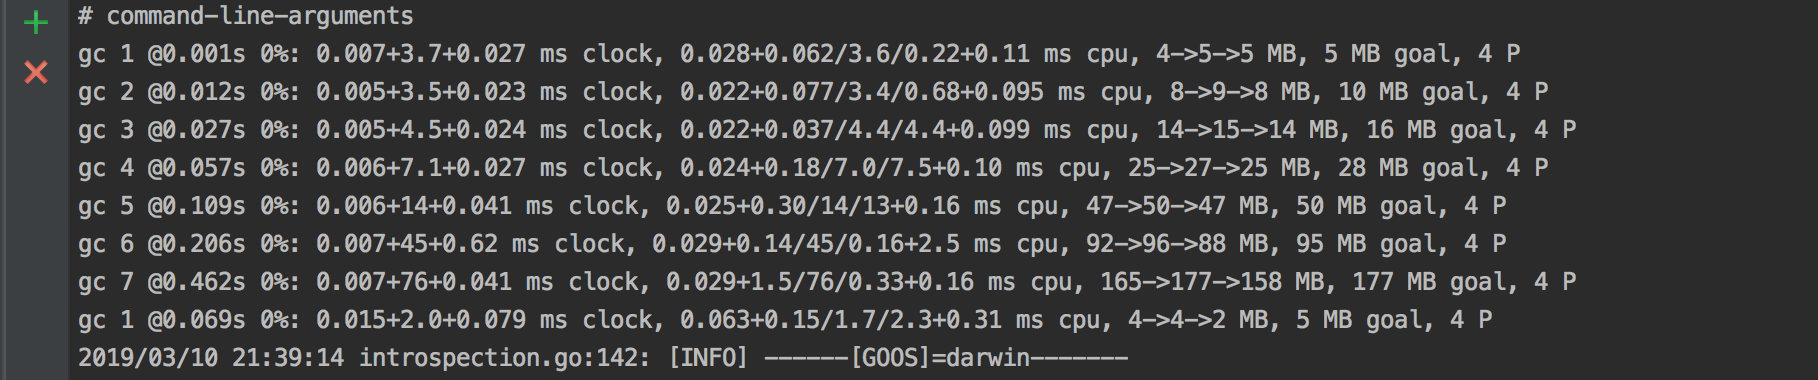 # command-line-arguments
gc 1 @0.001s 0%: 0.007+3.7+0.027 ms clock, 0.028+0.062/3.6/0.22+0.11 ms cpu, 4->5->5 MB, 5 MB goal, 4 P
gc 2 @0.012s 0%: 0.005+3.5+0.023 ms clock, 0.022+0.077/3.4/0.68+0.095 ms cpu, 8->9->8 MB, 10 MB goal, 4 P
gc 3 @0.027s 0%: 0.005+4.5+0.024 ms clock, 0.022+0.037/4.4/4.4+0.099 ms cpu, 14->15->14 MB, 16 MB goal, 4 P
gc 4 @0.057s 0%: 0.006+7.1+0.027 ms clock, 0.024+0.18/7.0/7.5+0.10 ms cpu, 25->27->25 MB, 28 MB goal, 4 P
gc 5 @0.109s 0%: 0.006+14+0.041 ms clock, 0.025+0.30/14/13+0.16 ms cpu, 47->50->47 MB, 50 MB goal, 4 P
gc 6 @0.206s 0%: 0.007+45+0.62 ms clock, 0.029+0.14/45/0.16+2.5 ms cpu, 92->96->88 MB, 95 MB goal, 4 P
gc 7 @0.462s 0%: 0.007+76+0.041 ms clock, 0.029+1.5/76/0.33+0.16 ms cpu, 165->177->158 MB, 177 MB goal, 4 P
gc 1 @0.069s 0%: 0.015+2.0+0.079 ms clock, 0.063+0.15/1.7/2.3+0.31 ms cpu, 4->4->2 MB, 5 MB goal, 4 P
2019/03/10 21:39:14 introspection.go:142: [INFO] ------[GOOS]=darwin-------